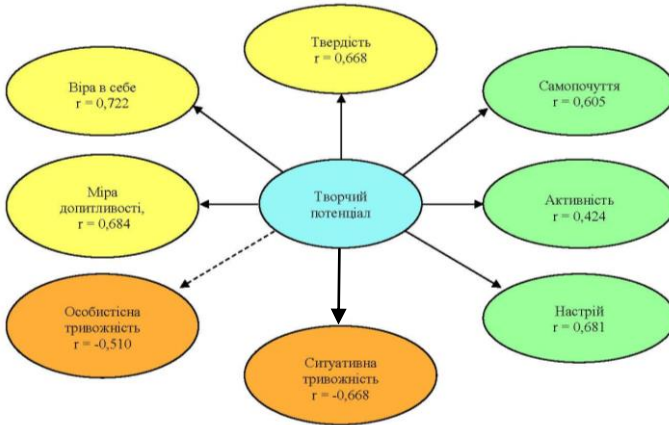 Твердість
r = 0,668
Віра в себе
r = 0,722
Самопочуття
r = 0,605
Міра
допитливості,
r = 0,684
Творчий
потенціал
Активність
r = 0,424
Особистісна
тривожність
r = -0,510
Настрій
r = 0,681
Ситуативна
тривожність
r = -0,668